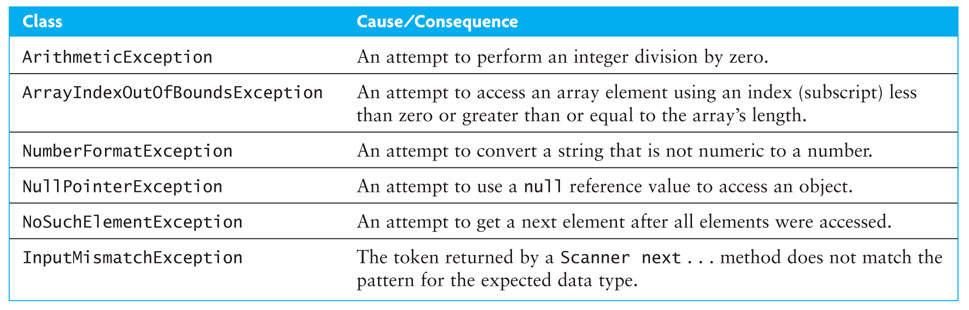 Class Cause/Consequence
ArithmeticException An attempt to perform an integer division by zero.
ArrayIndexOutOfBoundsException An attempt to access an array element using an index (subscript) less
than zero or greater than or equal to the array's length.
NumberFormatException An attempt to convert a string that is not numeric to a number.
NullPointerException An attempt to use a null reference value to access an object.
NoSuchElementException An attempt to get a next element after all elements were accessed.
InputMismatchException The token returned by a Scanner next . . . method does not match the
pattern for the expected data type.